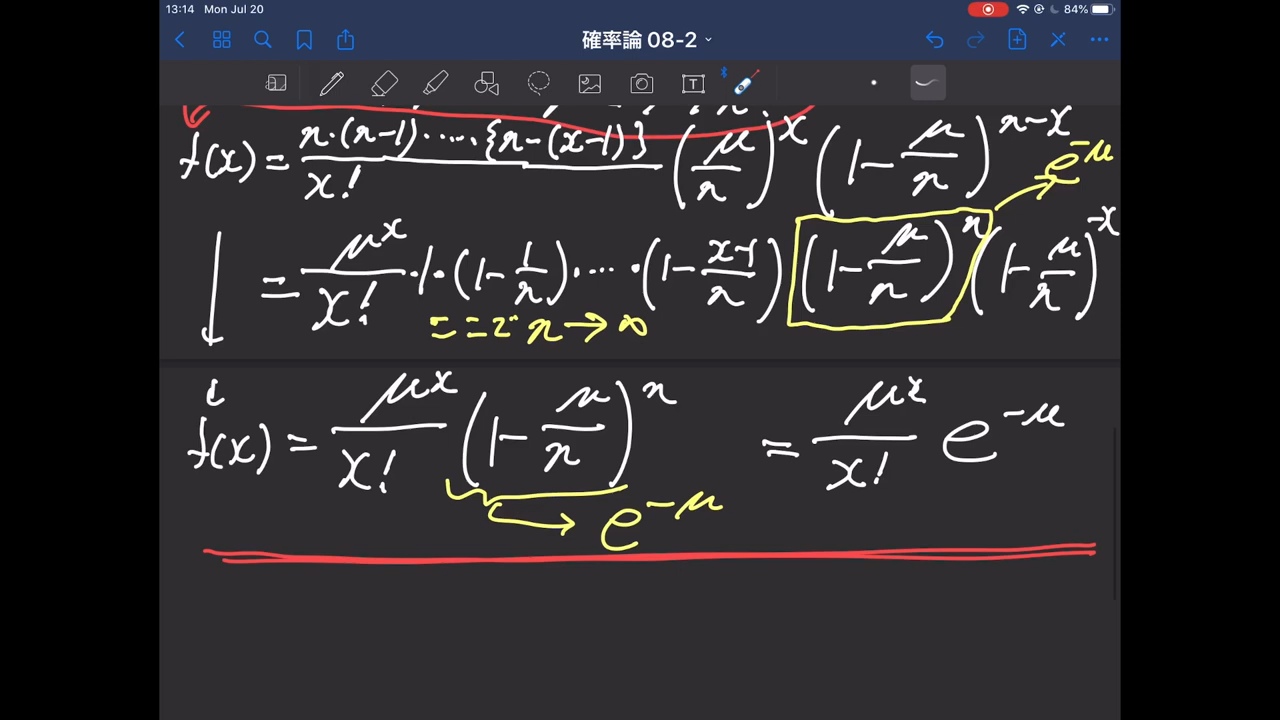 13:14 Mon Jul 20 84%
確率論 08-2
T
f(x) = n·(n-1)·····{n-(x-1)} / x! (μ/n)^x (1-μ/n)^{n-x}
e^{-μ}
= μ^x / x! ·1·(1-1/n)·…·(1-(x-1)/n) (1-μ/n)^n (1-μ/n)^{-x}
ここで n→∞
f(x) = μ^x / x! (1-μ/n)^n = μ^x / x! e^{-μ}
→ e^{-μ}